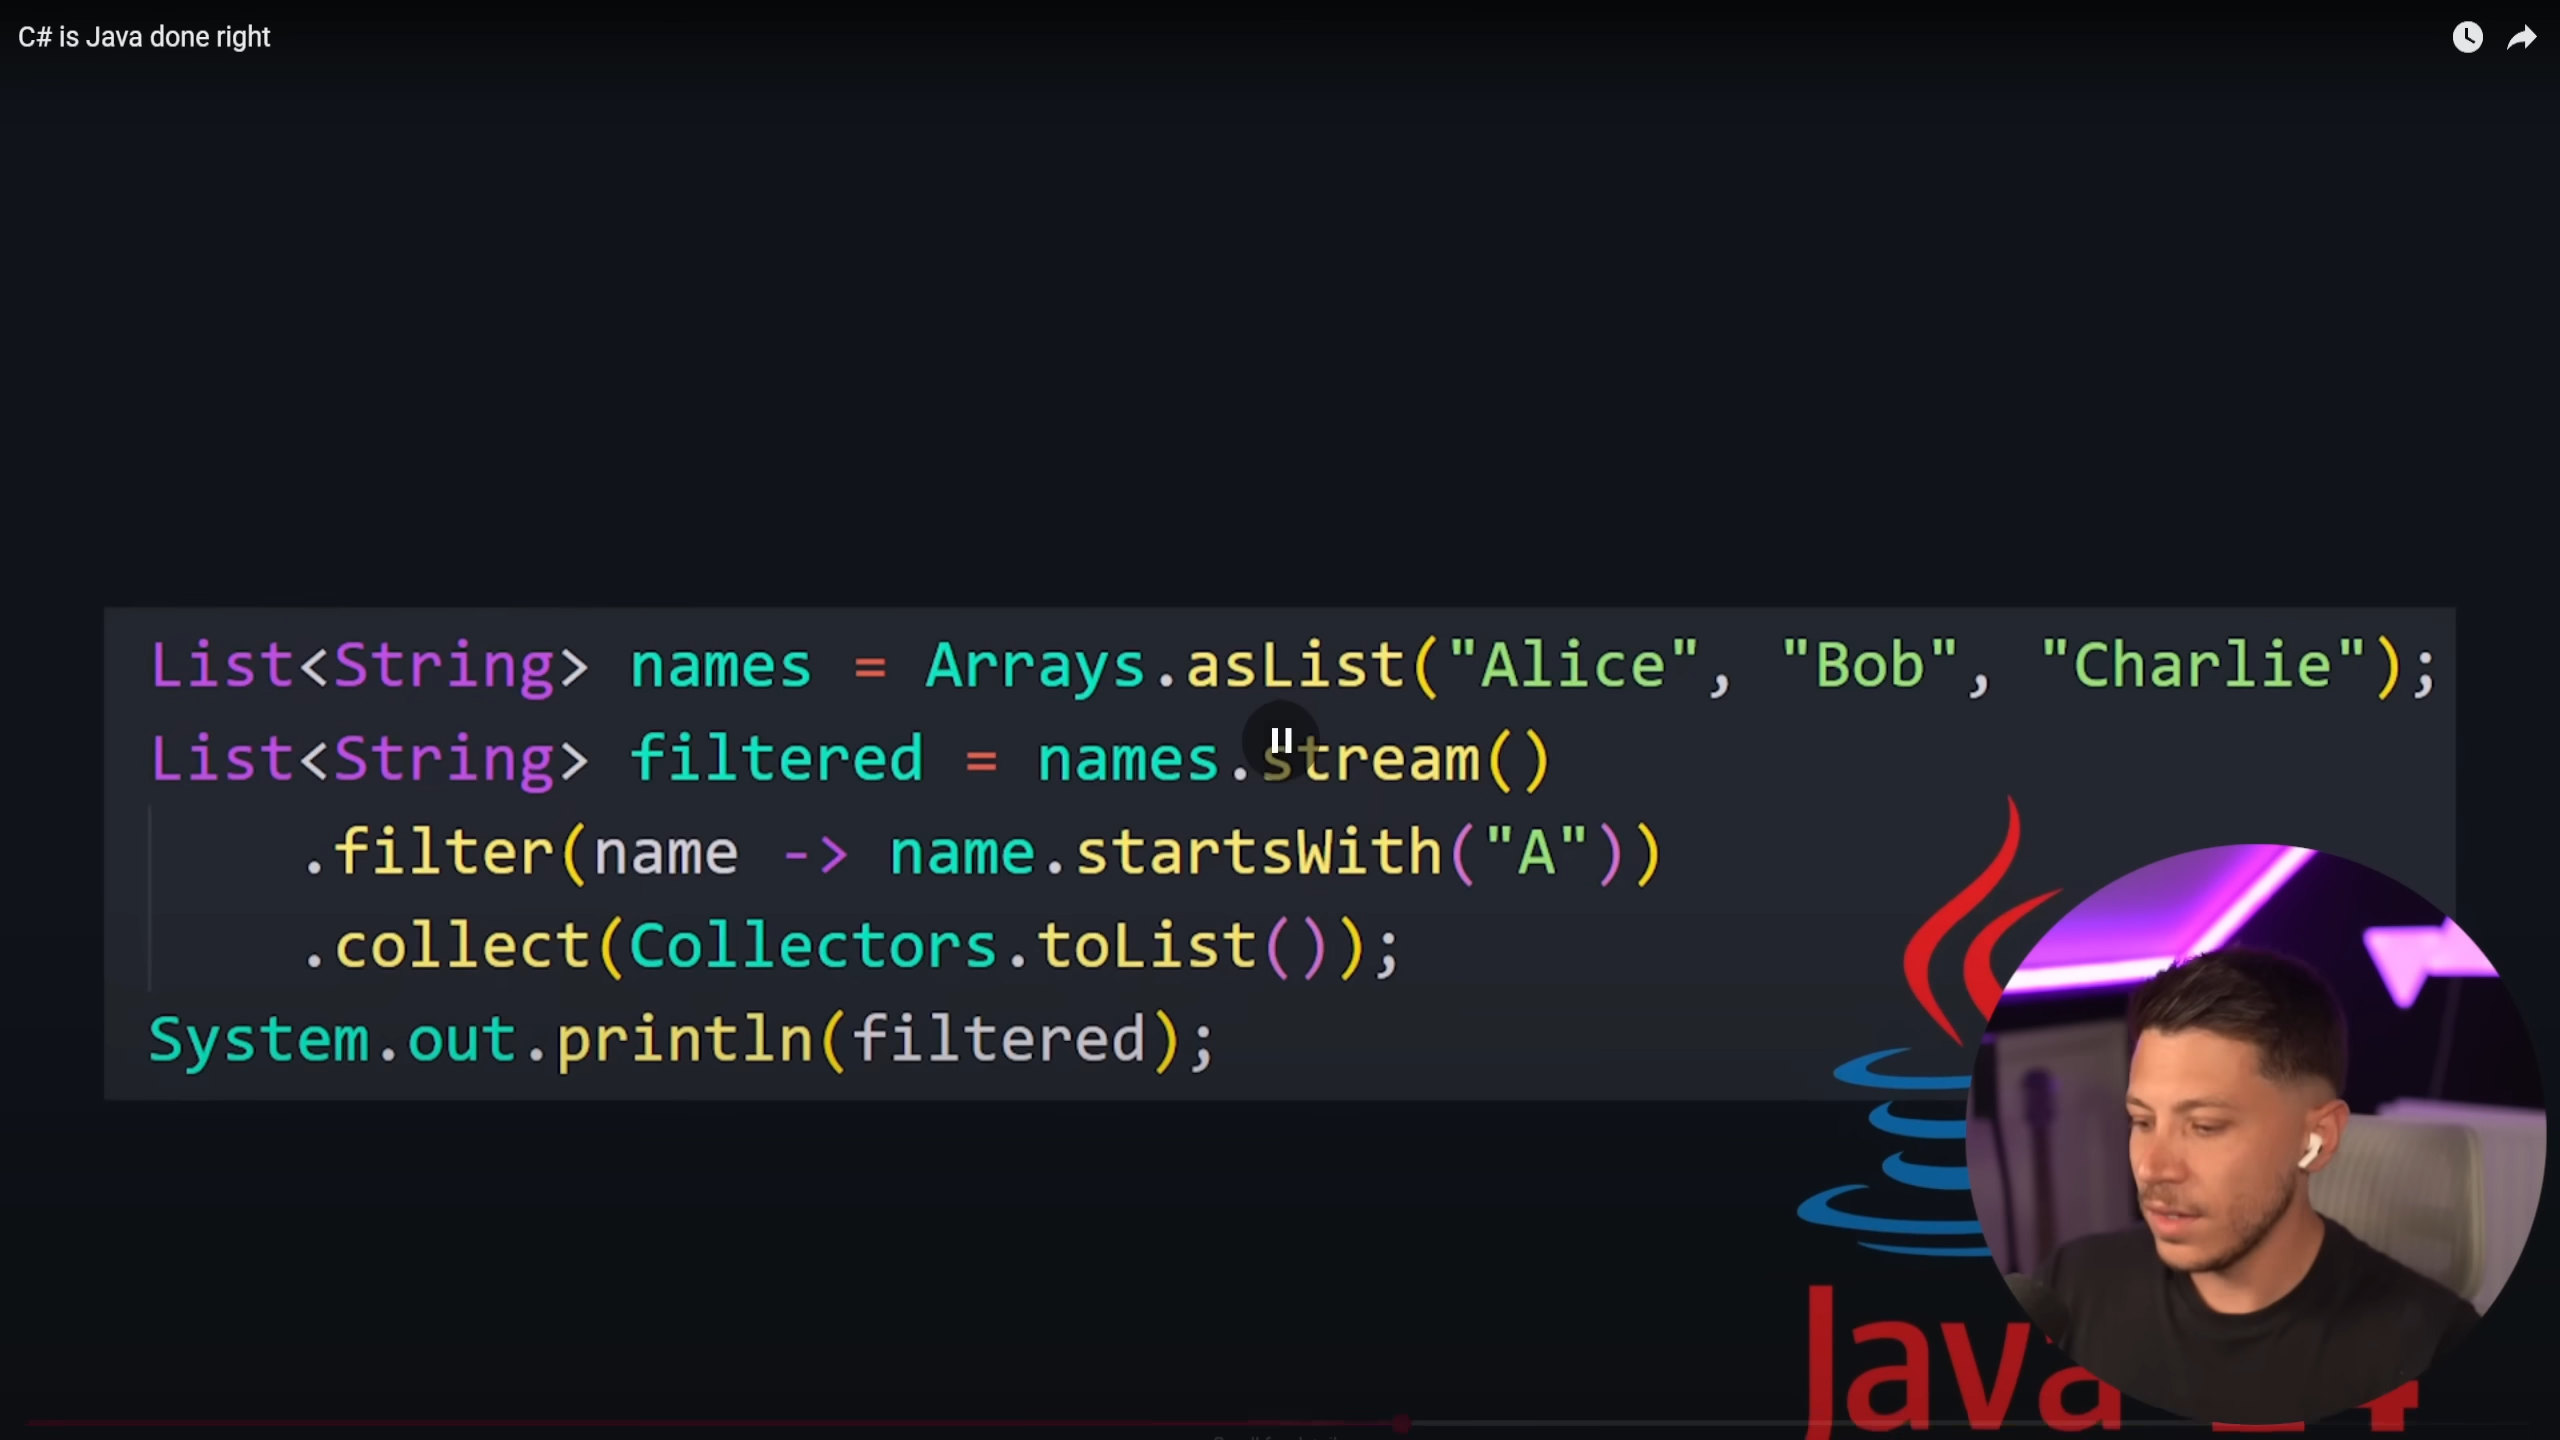 C# is Java done right
List<String> names = Arrays.asList("Alice", "Bob", "Charlie");
List<String> filtered = names.stream()
.filter(name -> name.startsWith("A"))
.collect(Collectors.toList());
System.out.println(filtered);
Java